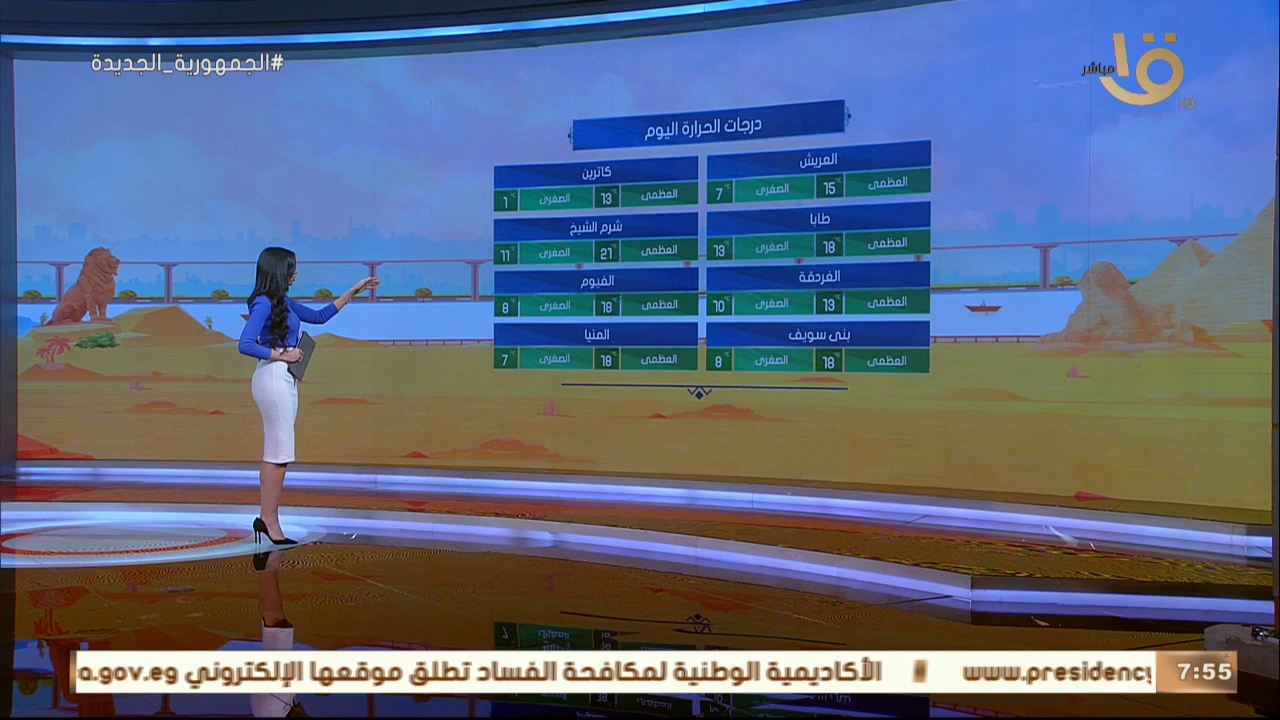 #الجمهورية_الجديدة
مباشر
درجات الحرارة اليوم
العريش
العظمى 15° الصغرى 7°
كاترين
العظمى 13° الصغرى 1°
طابا
العظمى 18° الصغرى 13°
شرم الشيخ
العظمى 21° الصغرى 11°
الغردقة
العظمى 13° الصغرى 10°
الفيوم
العظمى 18° الصغرى 8°
بنى سويف
العظمى 18° الصغرى 8°
المنيا
العظمى 18° الصغرى 7°
www.presidency
الأكاديمية الوطنية لمكافحة الفساد تطلق موقعها الإلكتروني a.gov.eg
7:55